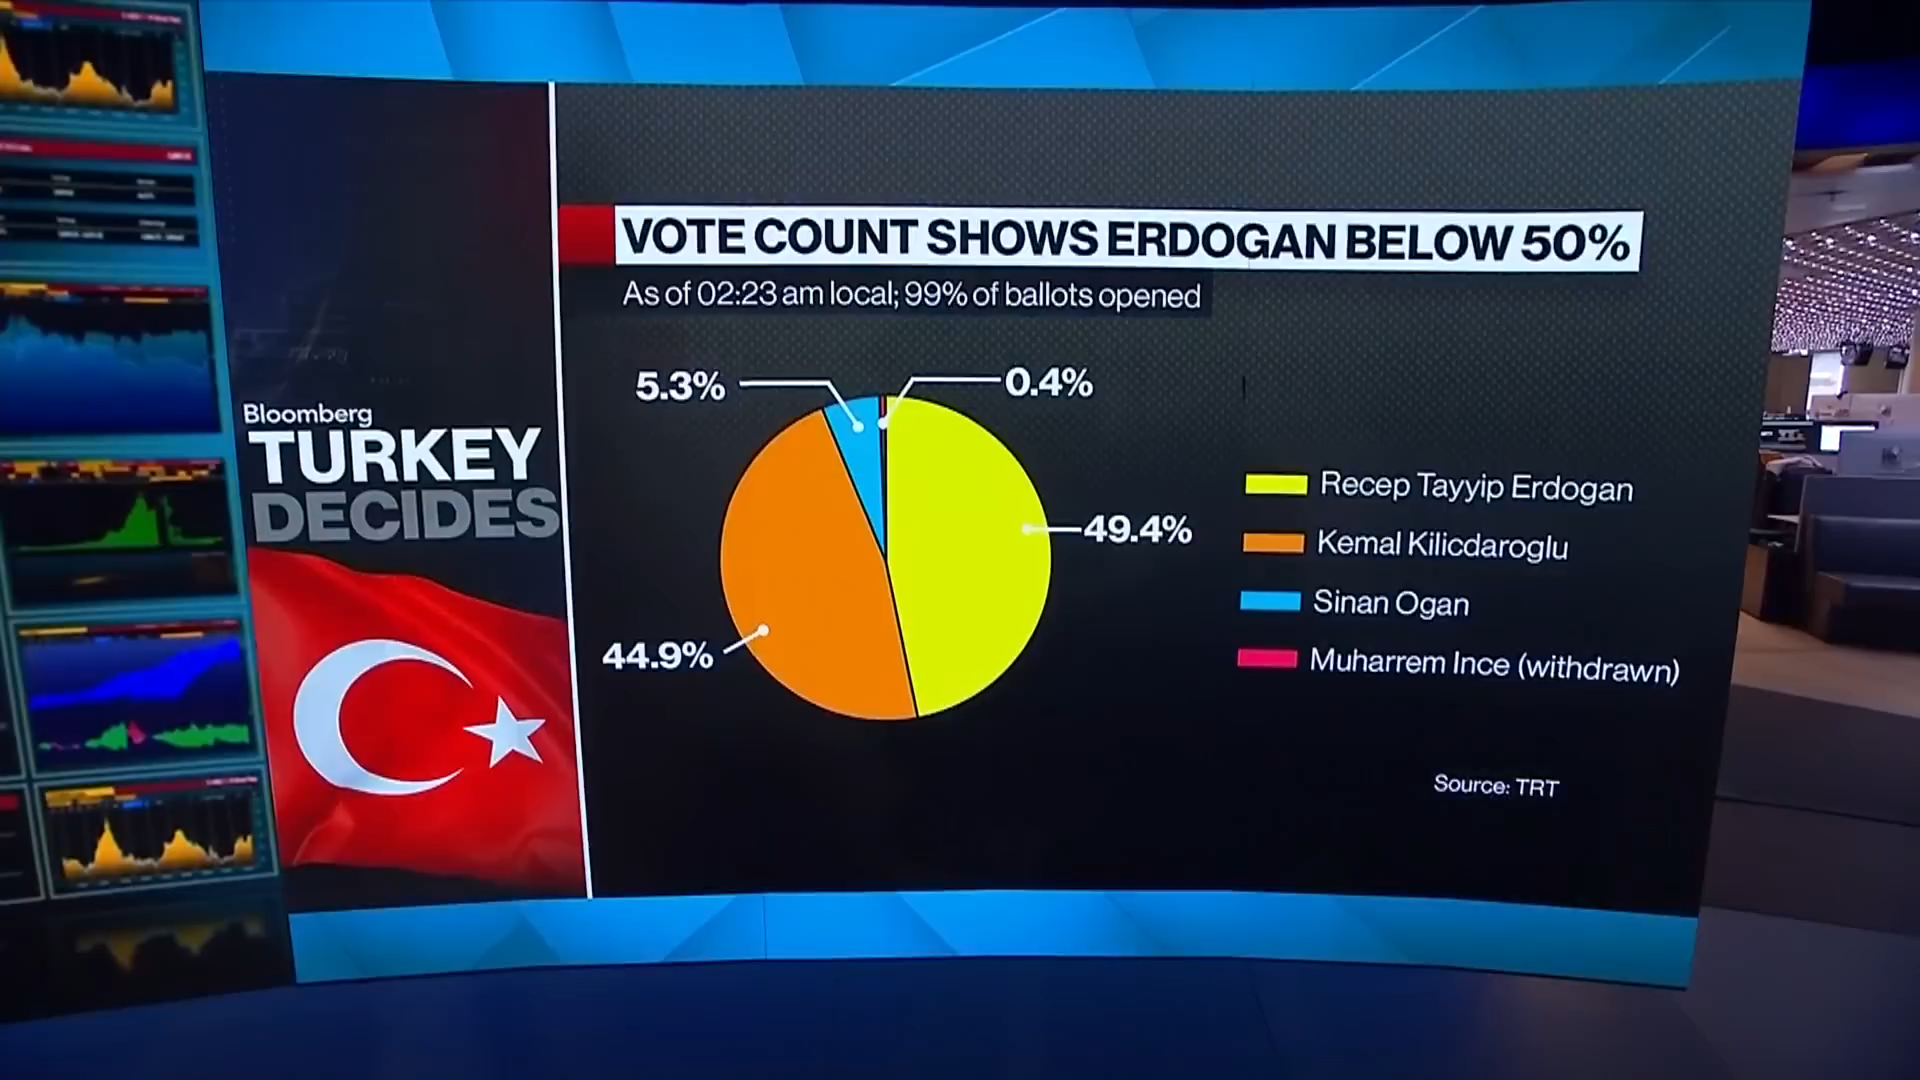 VOTE COUNT SHOWS ERDOGAN BELOW 50%
As of 02:23 am local; 99% of ballots opened
5.3%
0.4%
49.4%
44.9%
Recep Tayyip Erdogan
Kemal Kilicdaroglu
Sinan Ogan
Muharrem Ince (withdrawn)
Source: TRT
Bloomberg
TURKEY
DECIDES